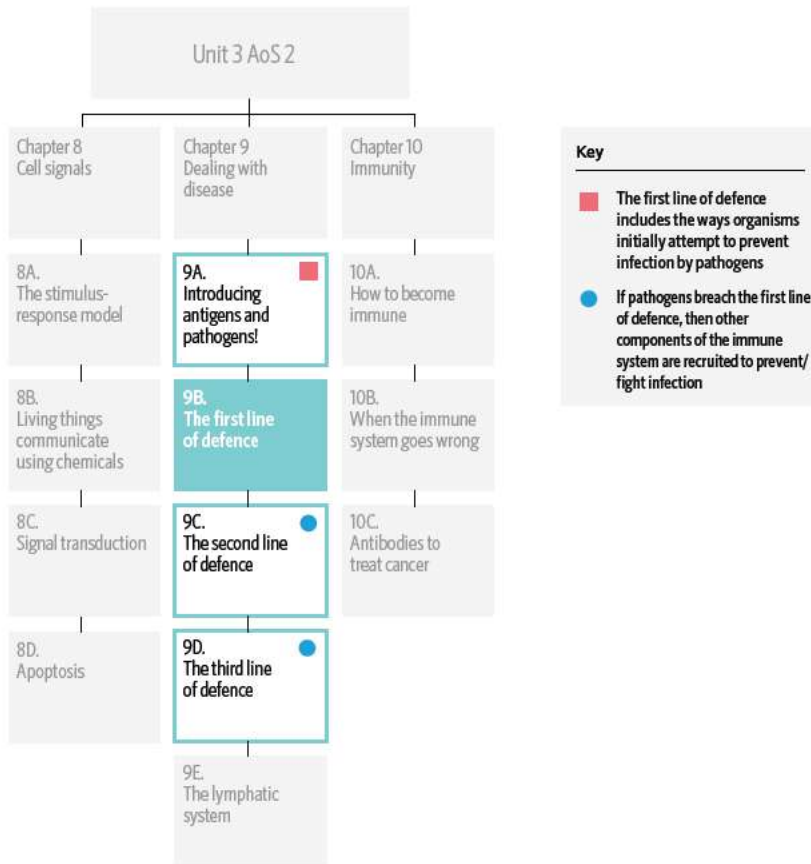 Unit 3 AoS 2
Chapter 8
Cell signals
8A.
The stimulus-
response model
8B.
Living things
communicate
using chemicals
8C.
Signal transduction
8D.
Apoptosis
Chapter 9
Dealing with
disease
9A.
Introducing
antigens and
pathogens!
9B.
The first line
of defence
9C.
The second line
of defence
9D.
The third line
of defence
9E.
The lymphatic
system
Chapter 10
Immunity
10A.
How to become
immune
10B.
When the immune
system goes wrong
10C.
Antibodies to
treat cancer
Key
The first line of defence
includes the ways organisms
initially attempt to prevent
infection by pathogens
If pathogens breach the first line
of defence, then other
components of the immune
system are recruited to prevent/
fight infection